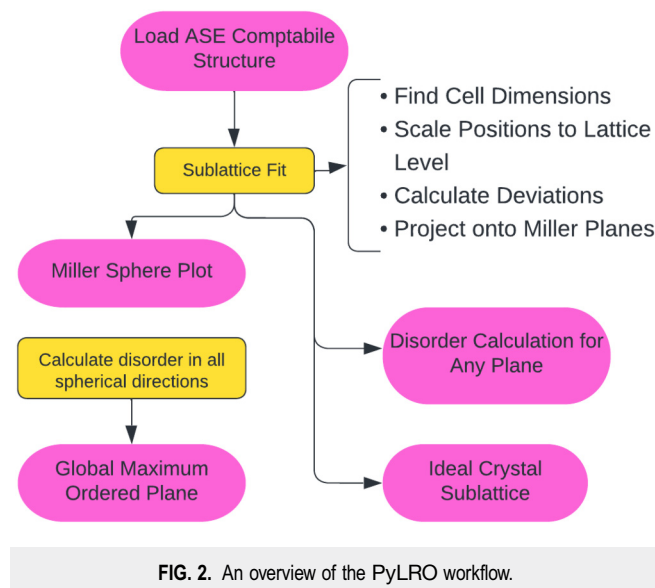 Load ASE Comptabile
Structure
Sublattice Fit
• Find Cell Dimensions
• Scale Positions to Lattice
Level
• Calculate Deviations
• Project onto Miller Planes
Miller Sphere Plot
Disorder Calculation for
Any Plane
Calculate disorder in all
spherical directions
Global Maximum
Ordered Plane
Ideal Crystal
Sublattice
FIG. 2. An overview of the PyLRO workflow.